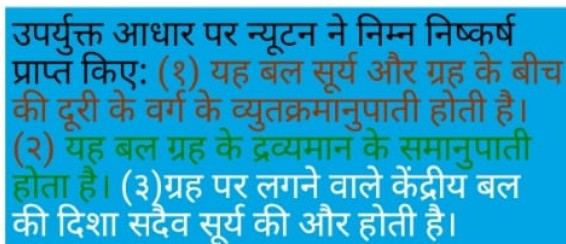 उपर्युक्त आधार पर न्यूटन ने निम्न निष्कर्ष
प्राप्त किए: (१) यह बल सूर्य और ग्रह के बीच
की दूरी के वर्ग के व्युतक्रमानुपाती होती है।
(२) यह बल ग्रह के द्रव्यमान के समानुपाती
होता है। (३)ग्रह पर लगने वाले केंद्रीय बल
की दिशा सदैव सूर्य की और होती है।